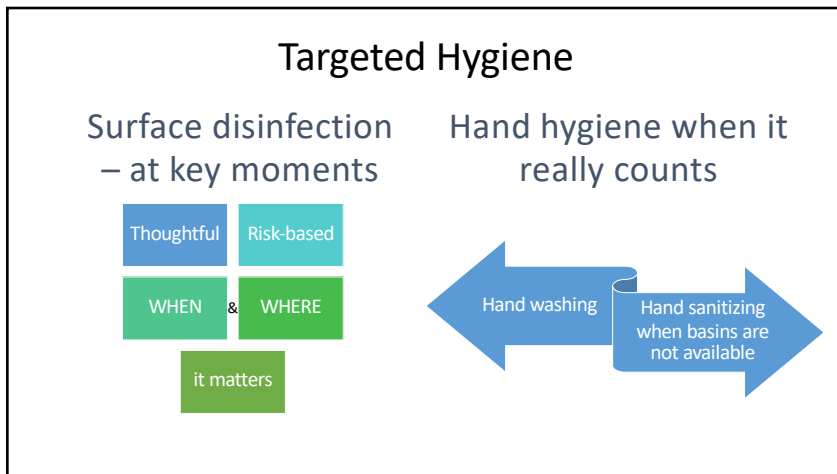 Targeted Hygiene
Surface disinfection
– at key moments
Thoughtful
Risk-based
WHEN
&
WHERE
it matters
Hand hygiene when it
really counts
Hand washing
Hand sanitizing
when basins are
not available